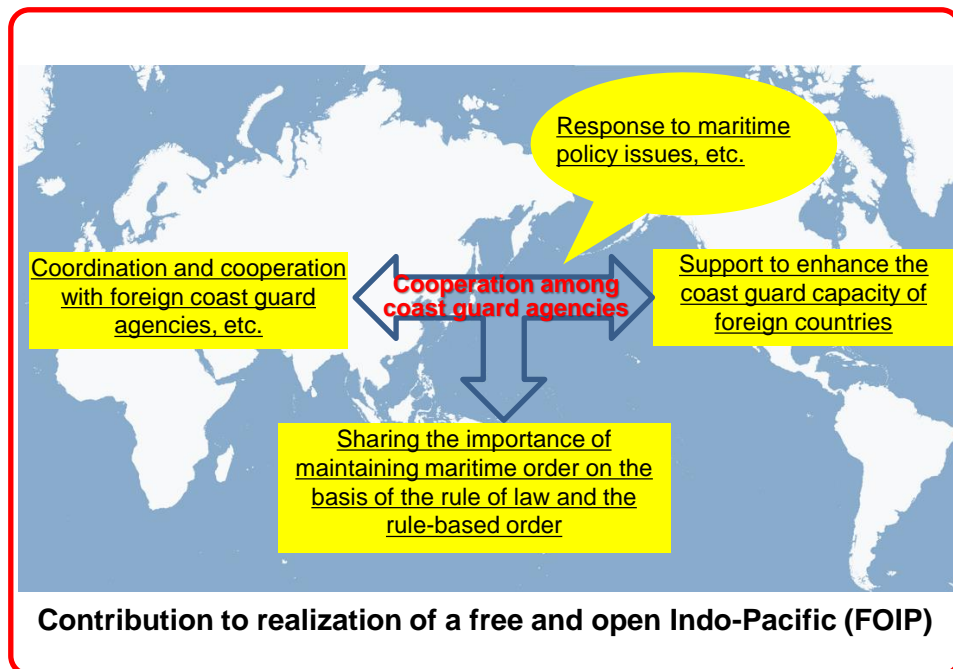 Response to maritime
policy issues, etc.
Coordination and cooperation
with foreign coast guard
agencies, etc.
Cooperation among
coast guard agencies
Support to enhance the
coast guard capacity of
foreign countries
Sharing the importance of
maintaining maritime order on the
basis of the rule of law and the
rule-based order
Contribution to realization of a free and open Indo-Pacific (FOIP)